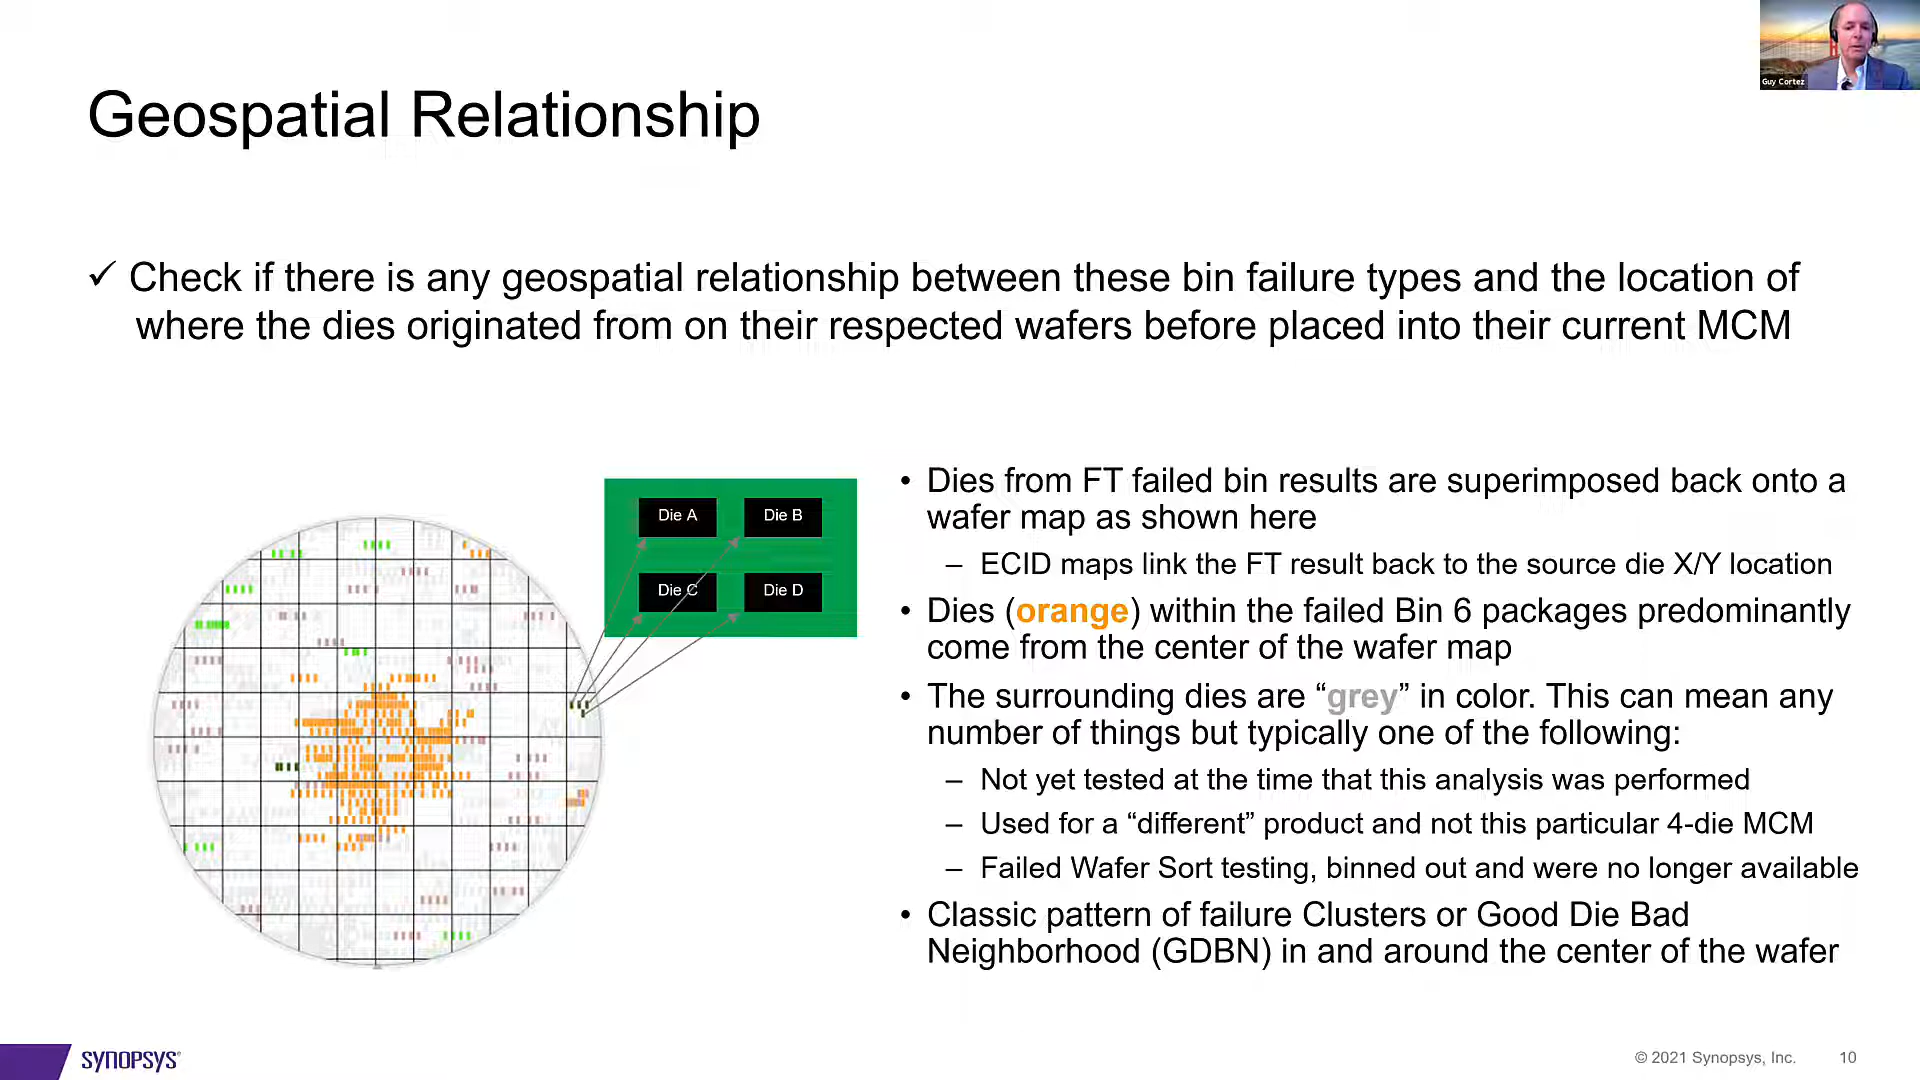 Guy Cortez
Geospatial Relationship
✓ Check if there is any geospatial relationship between these bin failure types and the location of
where the dies originated from on their respected wafers before placed into their current MCM
Die A
Die B
Die C
Die D
• Dies from FT failed bin results are superimposed back onto a
wafer map as shown here
– ECID maps link the FT result back to the source die X/Y location
• Dies (orange) within the failed Bin 6 packages predominantly
come from the center of the wafer map
• The surrounding dies are “grey” in color. This can mean any
number of things but typically one of the following:
– Not yet tested at the time that this analysis was performed
– Used for a “different” product and not this particular 4-die MCM
– Failed Wafer Sort testing, binned out and were no longer available
• Classic pattern of failure Clusters or Good Die Bad
Neighborhood (GDBN) in and around the center of the wafer
SYNOPSYS®
© 2021 Synopsys, Inc.
10